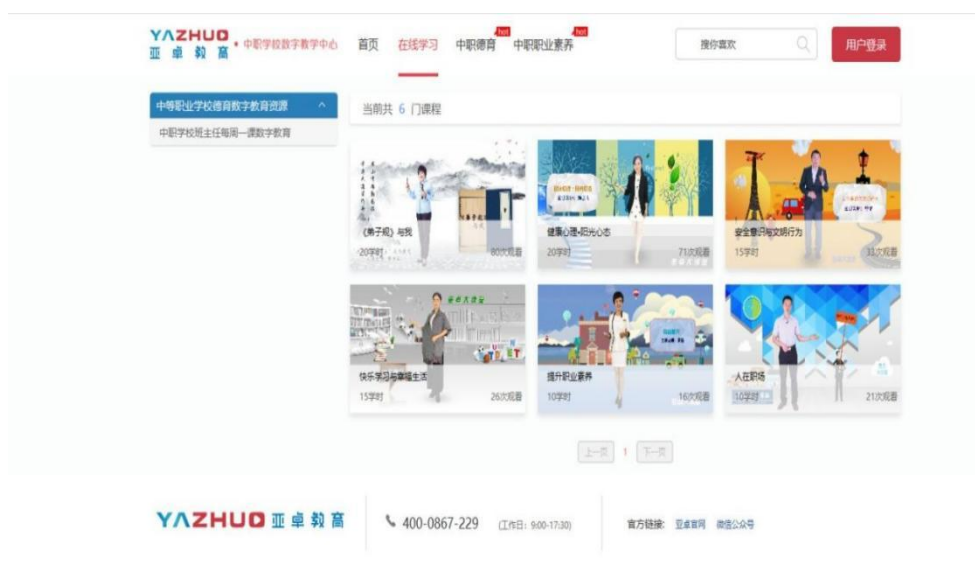 YAZHUO
亚卓教育
中职学校数字教学中心
首页 在线学习 中职德育 hot 中职职业素养 hot
搜你喜欢
用户登录
中等职业学校德育数字教育资源
中职学校班主任每周一课数字教育
当前共 6 门课程
《弟子规》与我
20学时 80次观看
健康心理·阳光心态
20学时 71次观看
安全意识与文明行为
15学时 33次观看
亚卓大课堂
快乐学习与幸福生活
15学时 26次观看
提升职业素养
10学时 16次观看
人在职场
10学时 21次观看
上一页 1 下一页
YAZHUO 亚卓教育
400-0867-229 (工作日:9:00-17:30)
官方链接: 亚卓官网 微信公众号